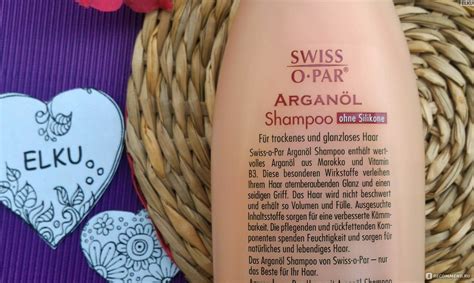 ELKU
SWISS
O·PAR®
ARGANÖL
Shampoo ohne Silikone
Für trockenes und glanzloses Haar
Swiss-o-Par Arganöl Shampoo enthält wert-
volles Arganöl aus Marokko und Vitamin
B3. Diese besonderen Wirkstoffe verleihen
Ihrem Haar atemberaubenden Glanz und einen
seidigen Griff. Das Haar wird nicht beschwert
und erhält so Volumen und Fülle. Ausgesuchte
Inhaltsstoffe sorgen für eine verbesserte Kämm-
barkeit. Die pflegenden und rückfettenden Kom-
ponenten spenden Feuchtigkeit und sorgen für
natürliches und lebendiges Haar.
Das Arganöl Shampoo von Swiss-o-Par – nur
das Beste für Ihr Haar.
ELKU
RECOMMEND.RU